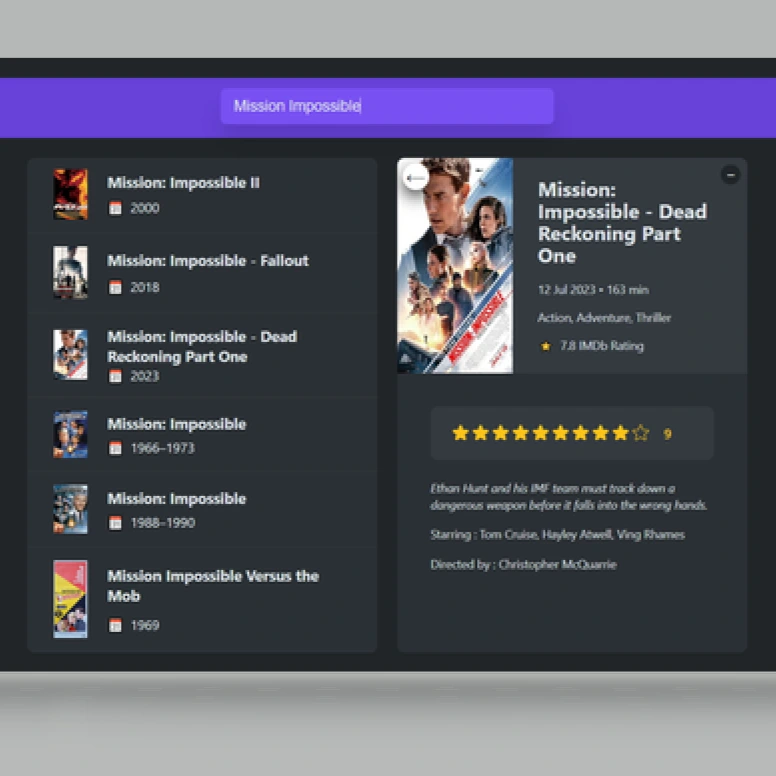 Mission Impossible
Mission: Impossible II
2000
Mission: Impossible - Fallout
2018
Mission: Impossible - Dead
Reckoning Part One
2023
Mission: Impossible
1966–1973
Mission: Impossible
1988–1990
Mission Impossible Versus the
Mob
1969
MISSION: IMPOSSIBLE
Mission:
Impossible - Dead
Reckoning Part
One
12 Jul 2023 • 163 min
Action, Adventure, Thriller
7.8 IMDb Rating
9
Ethan Hunt and his IMF team must track down a
dangerous weapon before it falls into the wrong hands.
Starring : Tom Cruise, Hayley Atwell, Ving Rhames
Directed by : Christopher McQuarrie